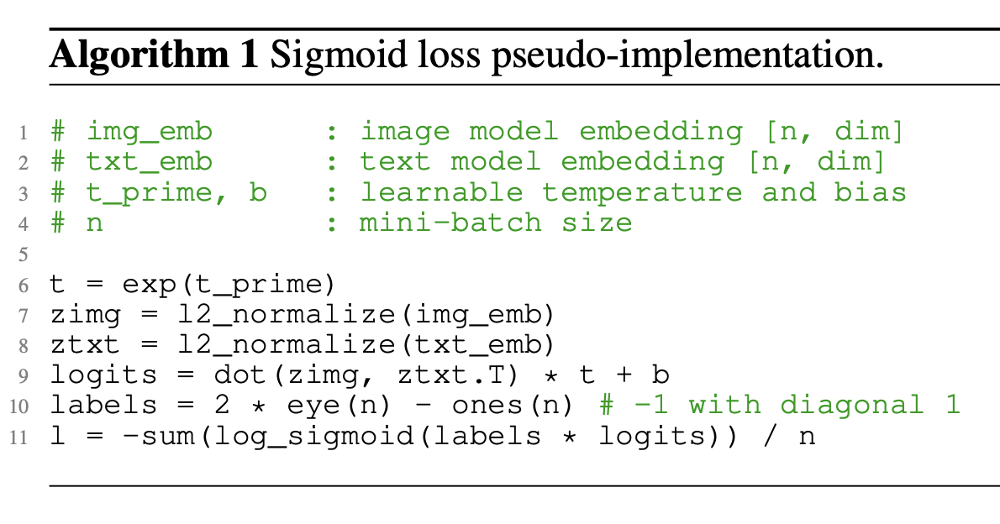 Algorithm 1 Sigmoid loss pseudo-implementation.
1 # img_emb : image model embedding [n, dim]
2 # txt_emb : text model embedding [n, dim]
3 # t_prime, b : learnable temperature and bias
4 # n : mini-batch size
5
6 t = exp(t_prime)
7 zimg = l2_normalize(img_emb)
8 ztxt = l2_normalize(txt_emb)
9 logits = dot(zimg, ztxt.T) * t + b
10 labels = 2 * eye(n) - ones(n) # -1 with diagonal 1
11 l = -sum(log_sigmoid(labels * logits)) / n